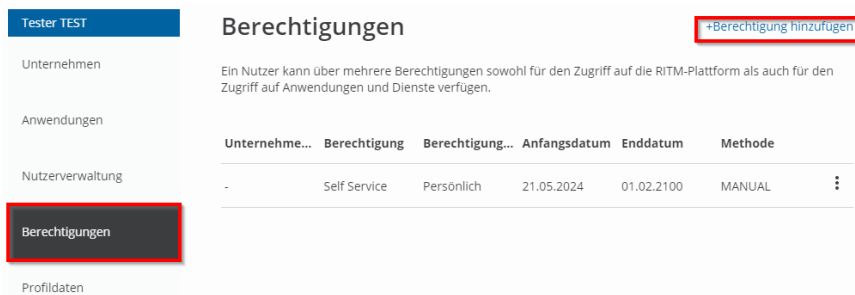 Tester TEST
Unternehmen
Anwendungen
Nutzerverwaltung
Berechtigungen
Profildaten
Berechtigungen
+Berechtigung hinzufügen
Ein Nutzer kann über mehrere Berechtigungen sowohl für den Zugriff auf die RITM-Plattform als auch für den
Zugriff auf Anwendungen und Dienste verfügen.
Unternehme... Berechtigung Berechtigung... Anfangsdatum Enddatum Methode
- Self Service Persönlich 21.05.2024 01.02.2100 MANUAL